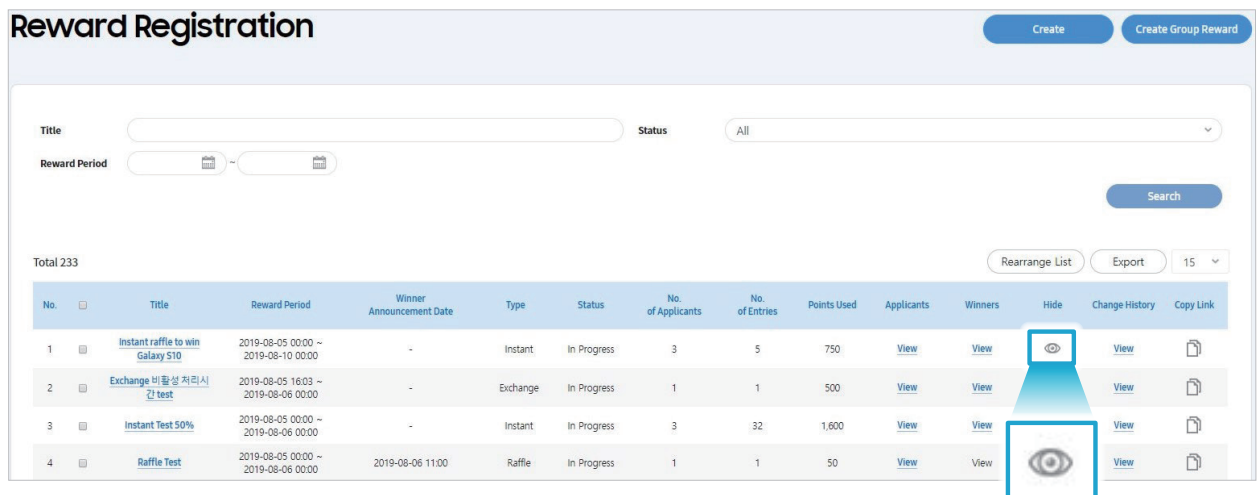 Reward Registration
Create
Create Group Reward
Title
Status
All
Reward Period
~
Search
Total 233
Rearrange List
Export
15
No. Title Reward Period Winner Announcement Date Type Status No. of Applicants No. of Entries Points Used Applicants Winners Hide Change History Copy Link
1 Instant raffle to win Galaxy S10 2019-08-05 00:00 ~ 2019-08-10 00:00 - Instant In Progress 3 5 750 View View View
2 Exchange 비활성 처리시간 test 2019-08-05 16:03 ~ 2019-08-06 00:00 - Exchange In Progress 1 1 500 View View View
3 Instant Test 50% 2019-08-05 00:00 ~ 2019-08-06 00:00 - Instant In Progress 3 32 1,600 View View View
4 Raffle Test 2019-08-05 00:00 ~ 2019-08-06 00:00 2019-08-06 11:00 Raffle In Progress 1 1 50 View View View